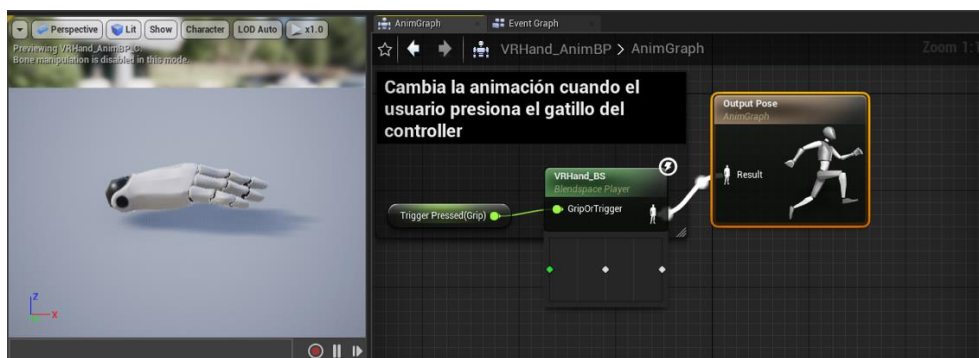 Perspective
Lit
Show
Character
LOD Auto
x1.0
Previewing VRHand_AnimBP_C.
Bone manipulation is disabled in this mode.
Z
X
AnimGraph
Event Graph
VRHand_AnimBP > AnimGraph
Zoom 1:1
Cambia la animación cuando el
usuario presiona el gatillo del
controller
Output Pose
AnimGraph
Result
VRHand_BS
Blendspace Player
GripOrTrigger
Trigger Pressed(Grip)